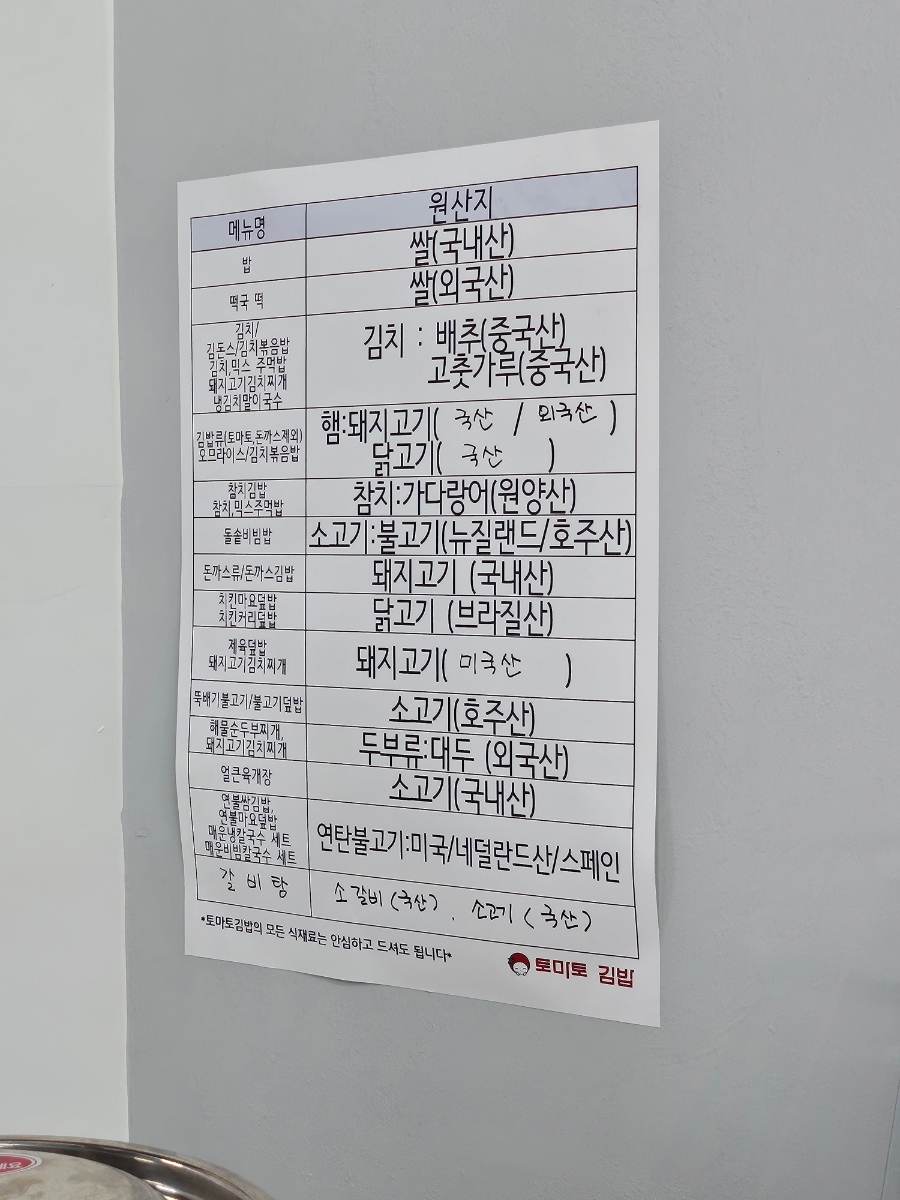 메뉴명 원산지
밥 쌀(국내산)
떡국 떡 쌀(외국산)
김치/
김돈스/김치볶음밥
김치,믹스 주먹밥
돼지고기김치찌개
냉김치말이국수
김치 : 배추(중국산)
고춧가루(중국산)
김밥류(토마토,돈까스제외)
오므라이스/김치볶음밥
햄:돼지고기( 국산 / 외국산 )
닭고기( 국산 )
참치김밥
참치,믹스주먹밥
참치:가다랑어(원양산)
돌솥비빔밥 소고기:불고기(뉴질랜드/호주산)
돈까스류/돈까스김밥 돼지고기 (국내산)
치킨마요덮밥
치킨커리덮밥
닭고기 (브라질산)
제육덮밥
돼지고기김치찌개
돼지고기( 미국산 )
뚝배기불고기/불고기덮밥 소고기(호주산)
해물순두부찌개,
돼지고기김치찌개
두부류:대두 (외국산)
얼큰육개장 소고기(국내산)
연불쌈김밥,
연불마요덮밥
매운냉칼국수 세트
매운비빔칼국수 세트
연탄불고기:미국/네덜란드산/스페인
갈비탕 소갈비(국산), 소고기(국산)
*토마토김밥의 모든 식재료는 안심하고 드셔도 됩니다*
토마토 김밥